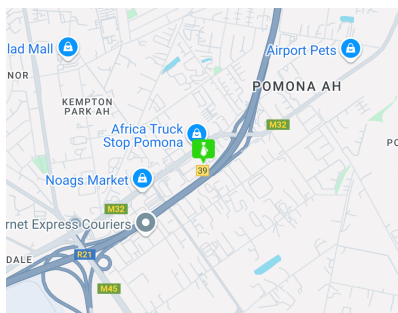 lad Mall
Airport Pets
NOR
POMONA AH
KEMPTON
PARK AH
M32
Africa Truck
Stop Pomona
PO
39
Noags Market
M32
rnet Express Couriers
DALE
R21
M45